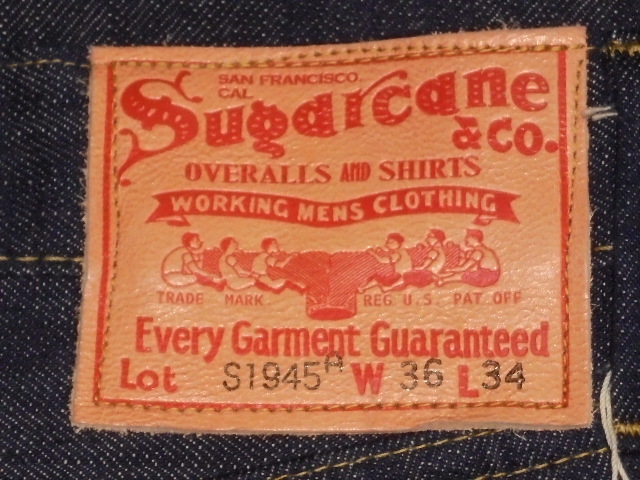 SAN FRANCISCO.
CAL
Sugarcane
& Co.
OVERALLS AND SHIRTS
WORKING MENS CLOTHING
TRADE MARK REG U.S. PAT OFF
Every Garment Guaranteed
Lot S1945A W 36 L 34